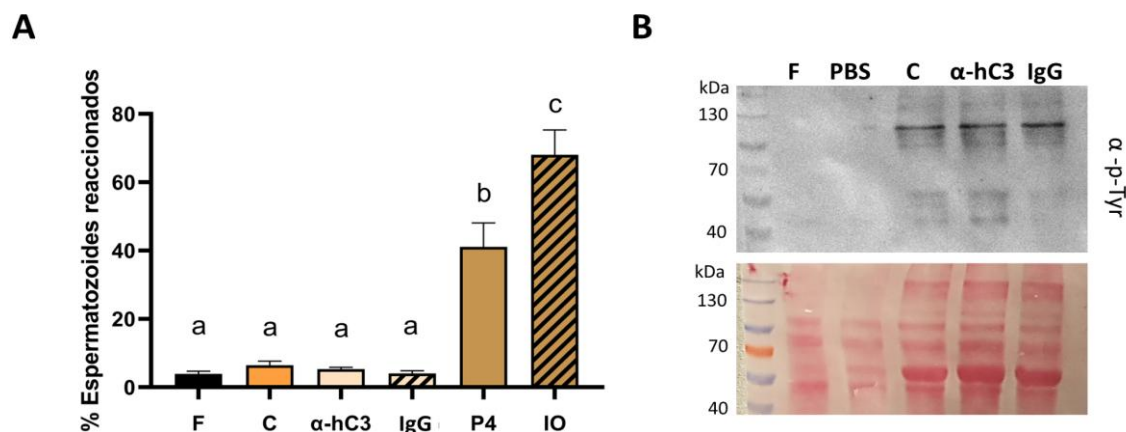 A
% Espermatozoides reaccionados
80
60
40
20
0
a
a
a
a
b
c
F
C
α-hC3
IgG
P4
IO
B
F PBS C α-hC3 IgG
kDa
130
70
40
α -p-Tyr
kDa
130
70
40